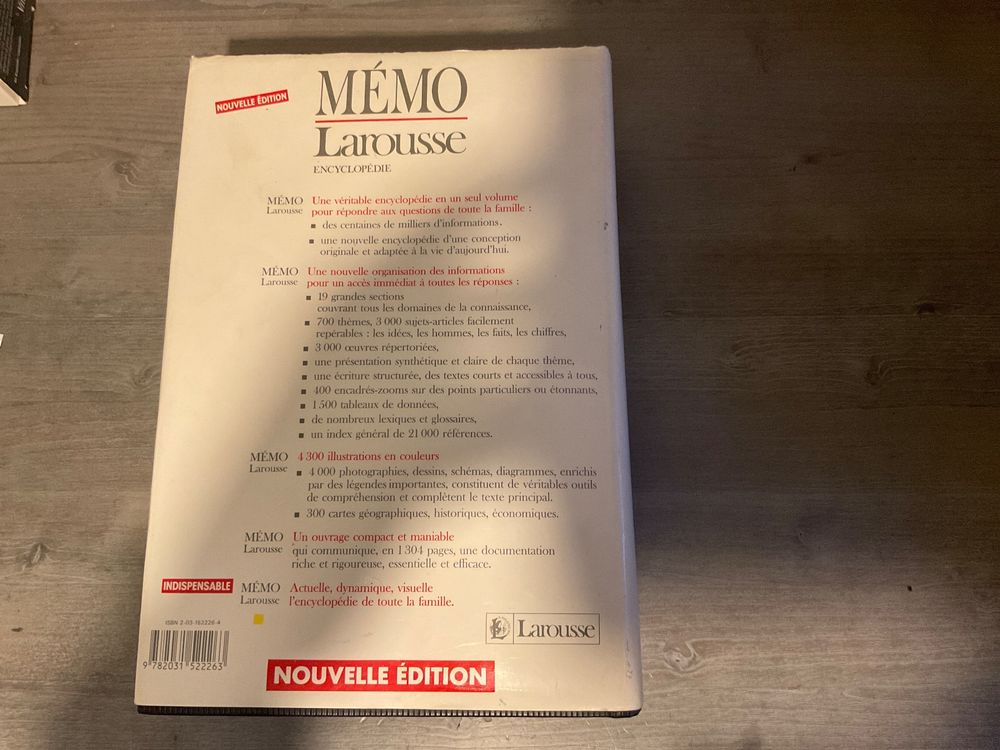 NOUVELLE ÉDITION
MÉMO
Larousse
ENCYCLOPÉDIE
MÉMO
Larousse
Une véritable encyclopédie en un seul volume
pour répondre aux questions de toute la famille :
■ des centaines de milliers d'informations.
■ une nouvelle encyclopédie d'une conception
originale et adaptée à la vie d'aujourd'hui.
MÉMO
Larousse
Une nouvelle organisation des informations
pour un accès immédiat à toutes les réponses :
■ 19 grandes sections
couvrant tous les domaines de la connaissance,
■ 700 thèmes, 3 000 sujets-articles facilement
repérables : les idées, les hommes, les faits, les chiffres,
■ 3 000 œuvres répertoriées,
■ une présentation synthétique et claire de chaque thème,
■ une écriture structurée, des textes courts et accessibles à tous,
■ 400 encadrés-zooms sur des points particuliers ou étonnants,
■ 1 500 tableaux de données,
■ de nombreux lexiques et glossaires,
■ un index général de 21 000 références.
MÉMO
Larousse
4 300 illustrations en couleurs
■ 4 000 photographies, dessins, schémas, diagrammes, enrichis
par des légendes importantes, constituent de véritables outils
de compréhension et complètent le texte principal.
■ 300 cartes géographiques, historiques, économiques.
MÉMO
Larousse
Un ouvrage compact et maniable
qui communique, en 1 304 pages, une documentation
riche et rigoureuse, essentielle et efficace.
INDISPENSABLE
MÉMO
Larousse
Actuelle, dynamique, visuelle
l'encyclopédie de toute la famille.
ISBN 2-03-152226-4
9 782031 522263
Larousse
NOUVELLE ÉDITION